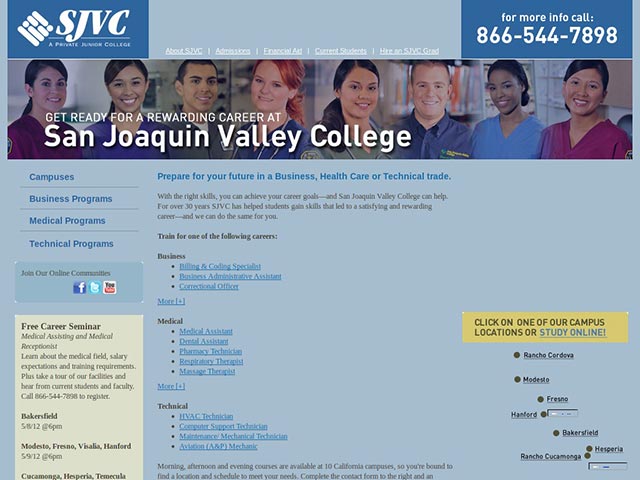 SJVC
A PRIVATE JUNIOR COLLEGE
for more info call:
866-544-7898
About SJVC | Admissions | Financial Aid | Current Students | Hire an SJVC Grad
GET READY FOR A REWARDING CAREER AT
San Joaquin Valley College
Campuses
Business Programs
Medical Programs
Technical Programs
Join Our Online Communities
You Tube
Free Career Seminar
Medical Assisting and Medical
Receptionist
Learn about the medical field, salary
expectations and training requirements.
Plus take a tour of our facilities and
hear from current students and faculty.
Call 866-544-7898 to register.
Bakersfield
5/8/12 @6pm
Modesto, Fresno, Visalia, Hanford
5/9/12 @6pm
Cucamonga, Hesperia, Temecula
Prepare for your future in a Business, Health Care or Technical trade.
With the right skills, you can achieve your career goals—and San Joaquin Valley College can help.
For over 30 years SJVC has helped students gain skills that led to a satisfying and rewarding
career—and we can do the same for you.
Train for one of the following careers:
Business
Billing & Coding Specialist
Business Administrative Assistant
Correctional Officer
More [+]
Medical
Medical Assistant
Dental Assistant
Pharmacy Technician
Respiratory Therapist
Massage Therapist
More [+]
Technical
HVAC Technician
Computer Support Technician
Maintenance/ Mechanical Technician
Aviation (A&P) Mechanic
Morning, afternoon and evening courses are available at 10 California campuses, so you're bound to
find a location and schedule to meet your needs. Complete the contact form to the right and an
CLICK ON ONE OF OUR CAMPUS
LOCATIONS OR STUDY ONLINE!
Rancho Cordova
Modesto
Fresno
Hanford
Bakersfield
Hesperia
Rancho Cucamonga